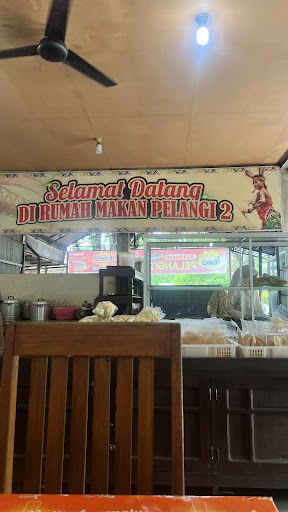 Selamat Datang
DI RUMAH MAKAN PELANGI 2
PELANGI